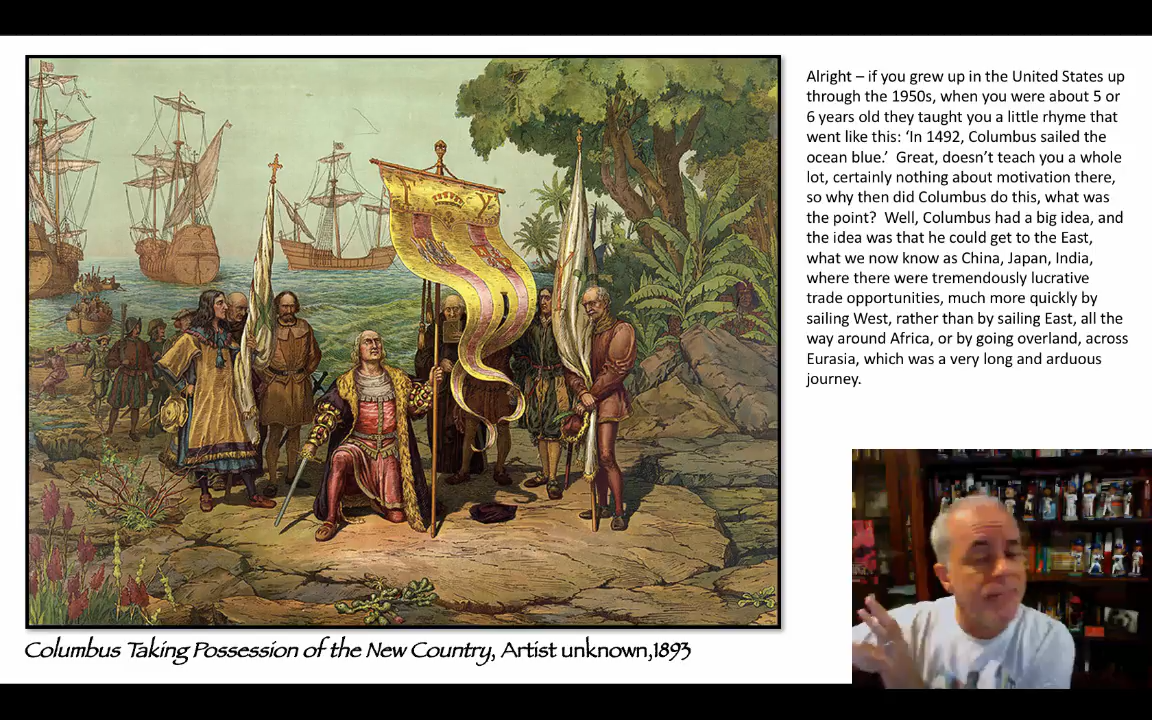 Alright – if you grew up in the United States up
through the 1950s, when you were about 5 or
6 years old they taught you a little rhyme that
went like this: ‘In 1492, Columbus sailed the
ocean blue.’  Great, doesn’t teach you a whole
lot, certainly nothing about motivation there,
so why then did Columbus do this, what was
the point?  Well, Columbus had a big idea, and
the idea was that he could get to the East,
what we now know as China, Japan, India,
where there were tremendously lucrative
trade opportunities, much more quickly by
sailing West, rather than by sailing East, all the
way around Africa, or by going overland, across
Eurasia, which was a very long and arduous
journey.
Columbus Taking Possession of the New Country, Artist unknown,1893